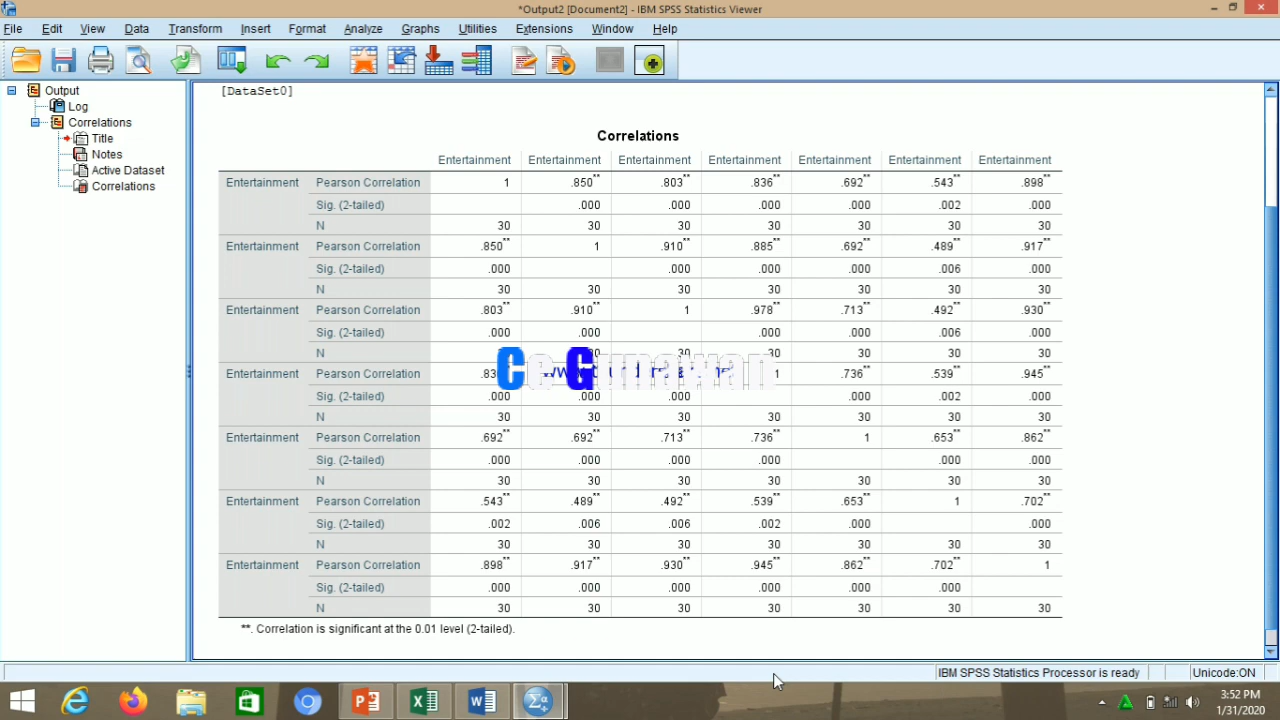 *Output2 [Document2] - IBM SPSS Statistics Viewer
File Edit View Data Transform Insert Format Analyze Graphs Utilities Extensions Window Help
Output
Log
Correlations
Title
Notes
Active Dataset
Correlations
[DataSet0]
Correlations
Entertainment Entertainment Entertainment Entertainment Entertainment Entertainment Entertainment
Entertainment Pearson Correlation 1 .850** .803** .836** .692** .543** .898**
Sig. (2-tailed) .000 .000 .000 .000 .002 .000
N 30 30 30 30 30 30 30
Entertainment Pearson Correlation .850** 1 .910** .885** .692** .489** .917**
Sig. (2-tailed) .000 .000 .000 .000 .006 .000
N 30 30 30 30 30 30 30
Entertainment Pearson Correlation .803** .910** 1 .978** .713** .492** .930**
Sig. (2-tailed) .000 .000 .000 .000 .006 .000
N 30 30 30 30 30 30
Ce Gunawan
Entertainment Pearson Correlation 1 .736** .539** .945**
Sig. (2-tailed) .000 .000 .000 .000 .002 .000
N 30 30 30 30 30 30 30
Entertainment Pearson Correlation .692** .692** .713** .736** 1 .653** .862**
Sig. (2-tailed) .000 .000 .000 .000 .000 .000
N 30 30 30 30 30 30 30
Entertainment Pearson Correlation .543** .489** .492** .539** .653** 1 .702**
Sig. (2-tailed) .002 .006 .006 .002 .000 .000
N 30 30 30 30 30 30 30
Entertainment Pearson Correlation .898** .917** .930** .945** .862** .702** 1
Sig. (2-tailed) .000 .000 .000 .000 .000 .000
N 30 30 30 30 30 30 30
**. Correlation is significant at the 0.01 level (2-tailed).
IBM SPSS Statistics Processor is ready Unicode:ON
3:52 PM
1/31/2020